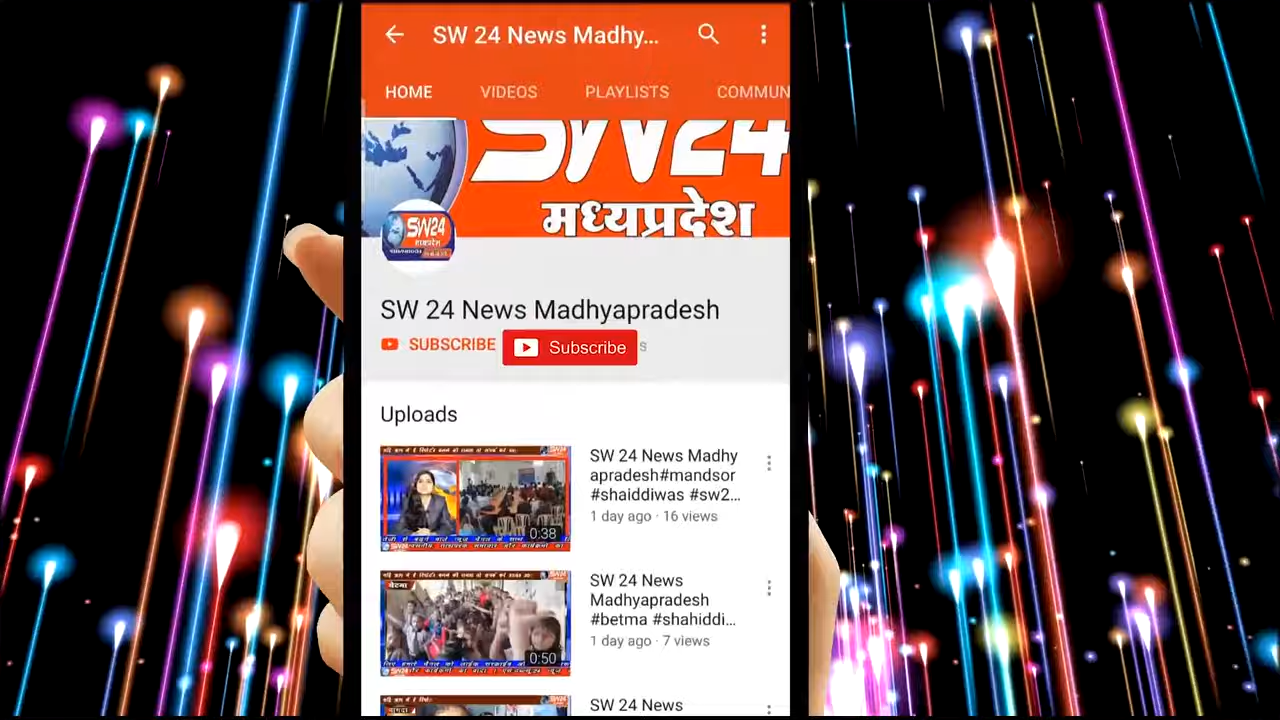 SW 24 News Madhy...
HOME
VIDEOS
PLAYLISTS
COMMUN
SW24
मध्यप्रदेश
SW24
SW 24 News Madhyapradesh
SUBSCRIBE
Subscribe
s
Uploads
SW 24 News Madhy
apradesh#mandsor
#shaiddiwas #sw2...
1 day ago · 16 views
0:38
SW 24 News
Madhyapradesh
#betma #shahiddi...
1 day ago · 7 views
0:50
SW 24 News